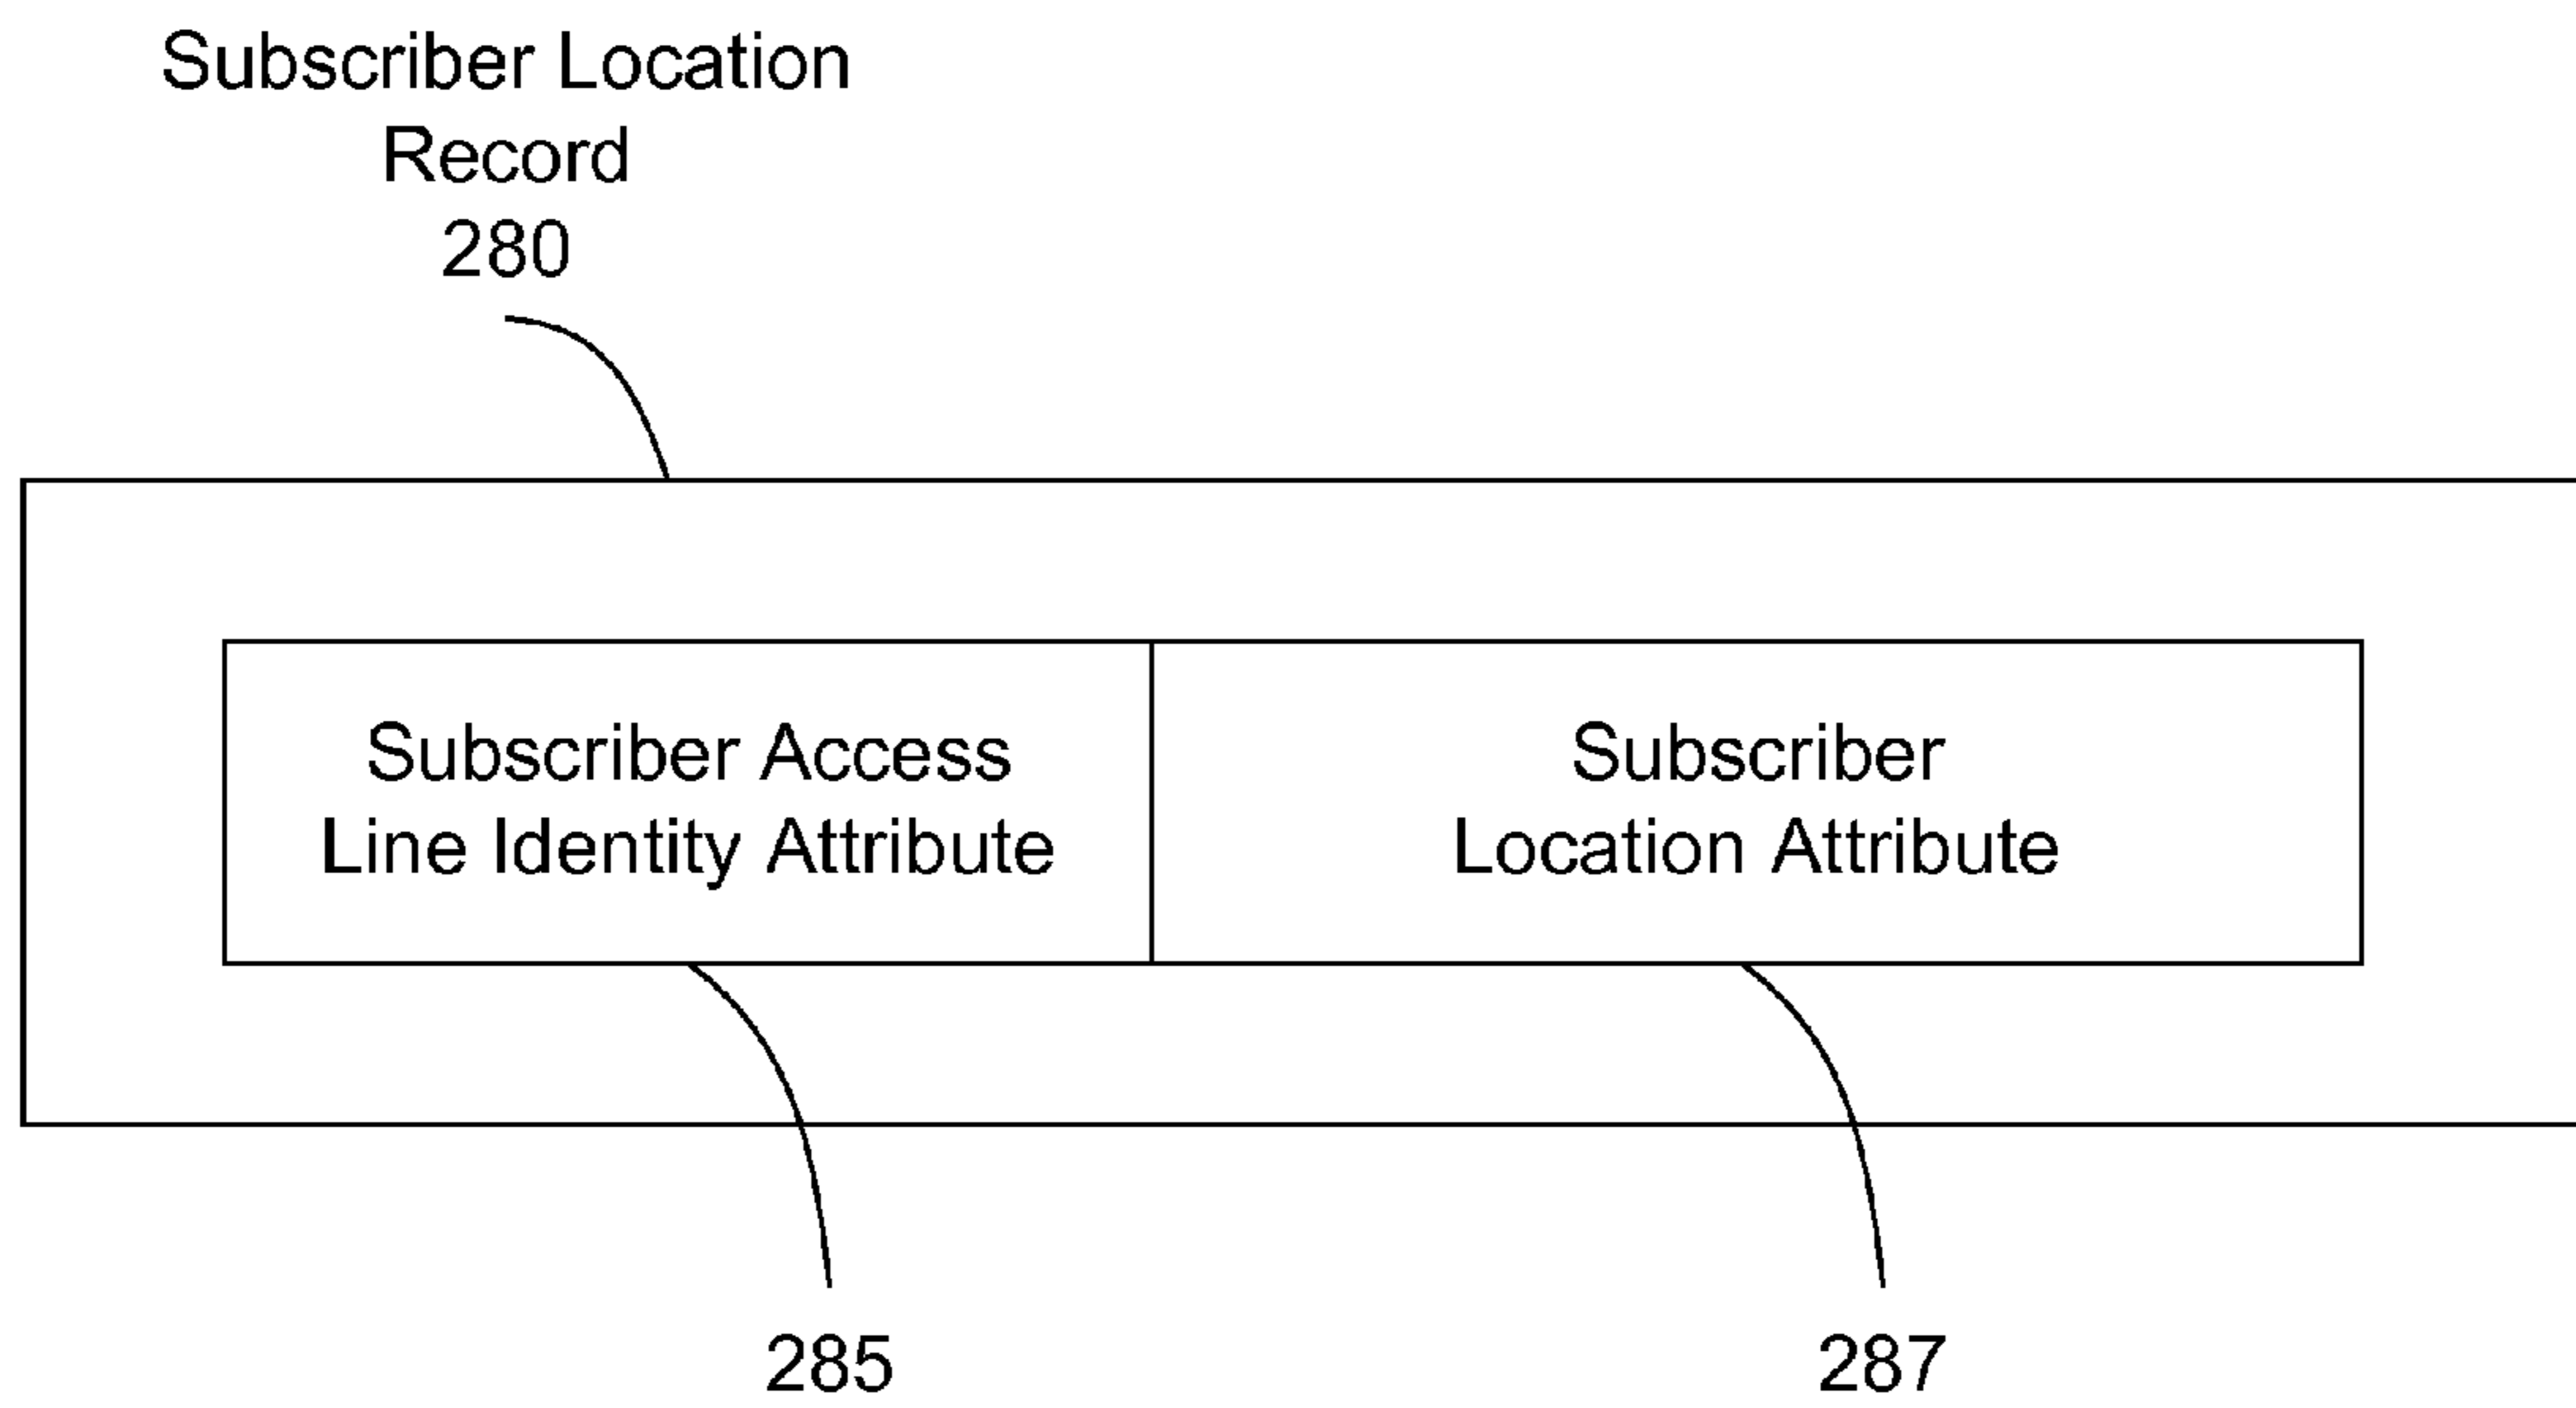 Subscriber Location
Record
280
Subscriber Access
Line Identity Attribute
Subscriber
Location Attribute
285
287